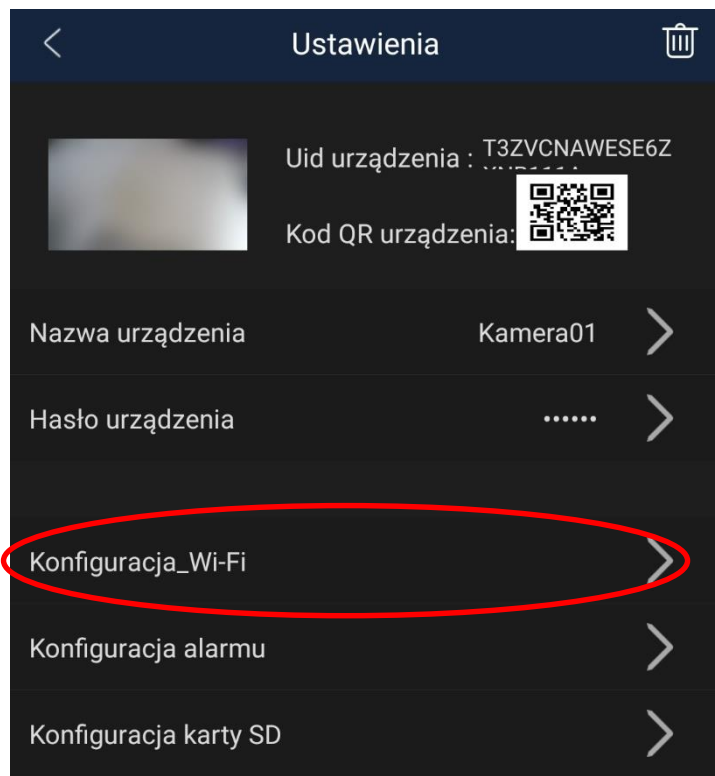 Ustawienia
Uid urządzenia : T3ZVCNAWESE6Z
Kod QR urządzenia:
Nazwa urządzenia Kamera01
Hasło urządzenia ······
Konfiguracja_Wi-Fi
Konfiguracja alarmu
Konfiguracja karty SD